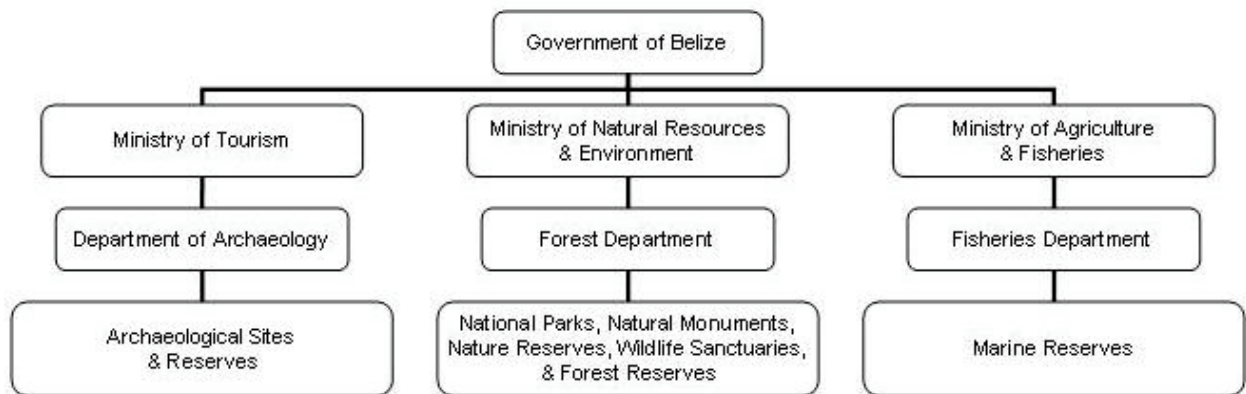 Government of Belize
Ministry of Tourism
Ministry of Natural Resources
& Environment
Ministry of Agriculture
& Fisheries
Department of Archaeology
Forest Department
Fisheries Department
Archaeological Sites
& Reserves
National Parks, Natural Monuments,
Nature Reserves, Wildlife Sanctuaries,
& Forest Reserves
Marine Reserves